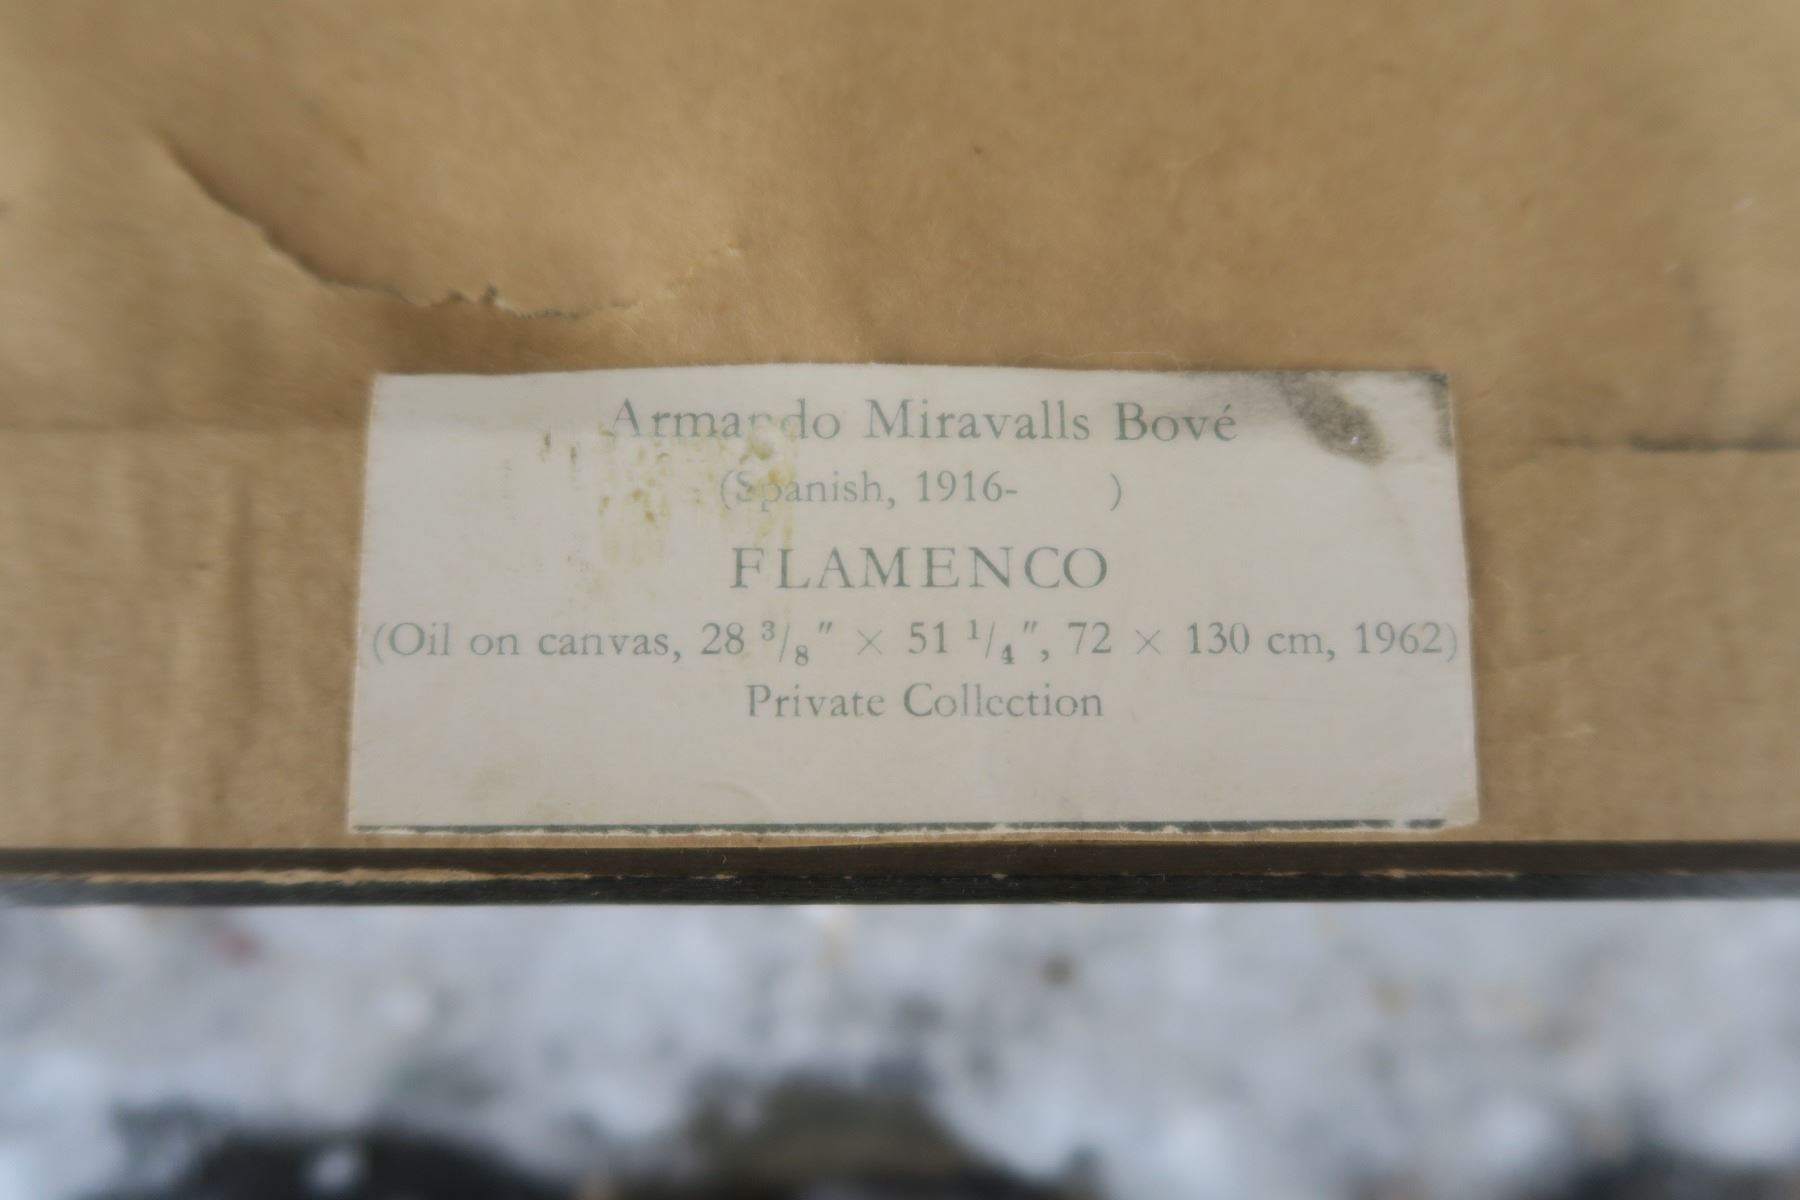 Armando Miravalls Bové
(Spanish, 1916- )
FLAMENCO
(Oil on canvas, 28 3/8" × 51 1/4", 72 × 130 cm, 1962)
Private Collection